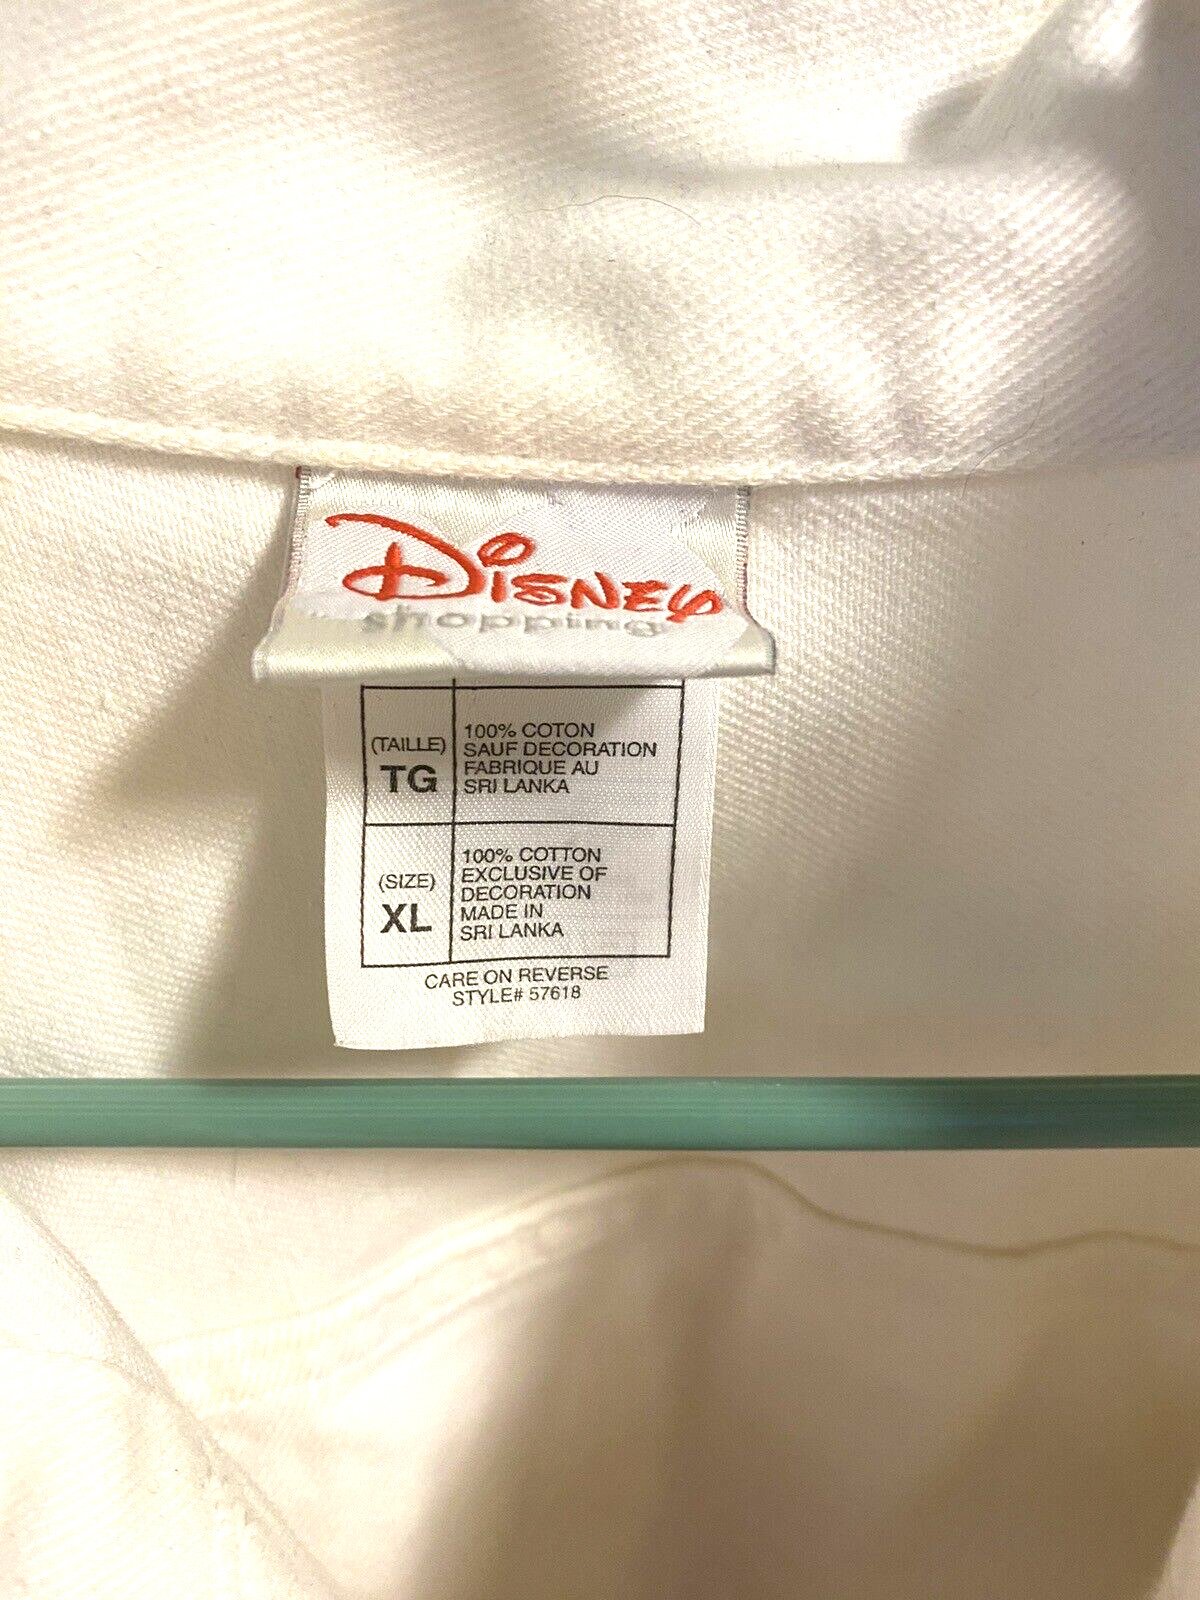 Disney
shopping
(TAILLE)
TG
100% COTON
SAUF DECORATION
FABRIQUE AU
SRI LANKA
(SIZE)
XL
100% COTTON
EXCLUSIVE OF
DECORATION
MADE IN
SRI LANKA
CARE ON REVERSE
STYLE# 57618